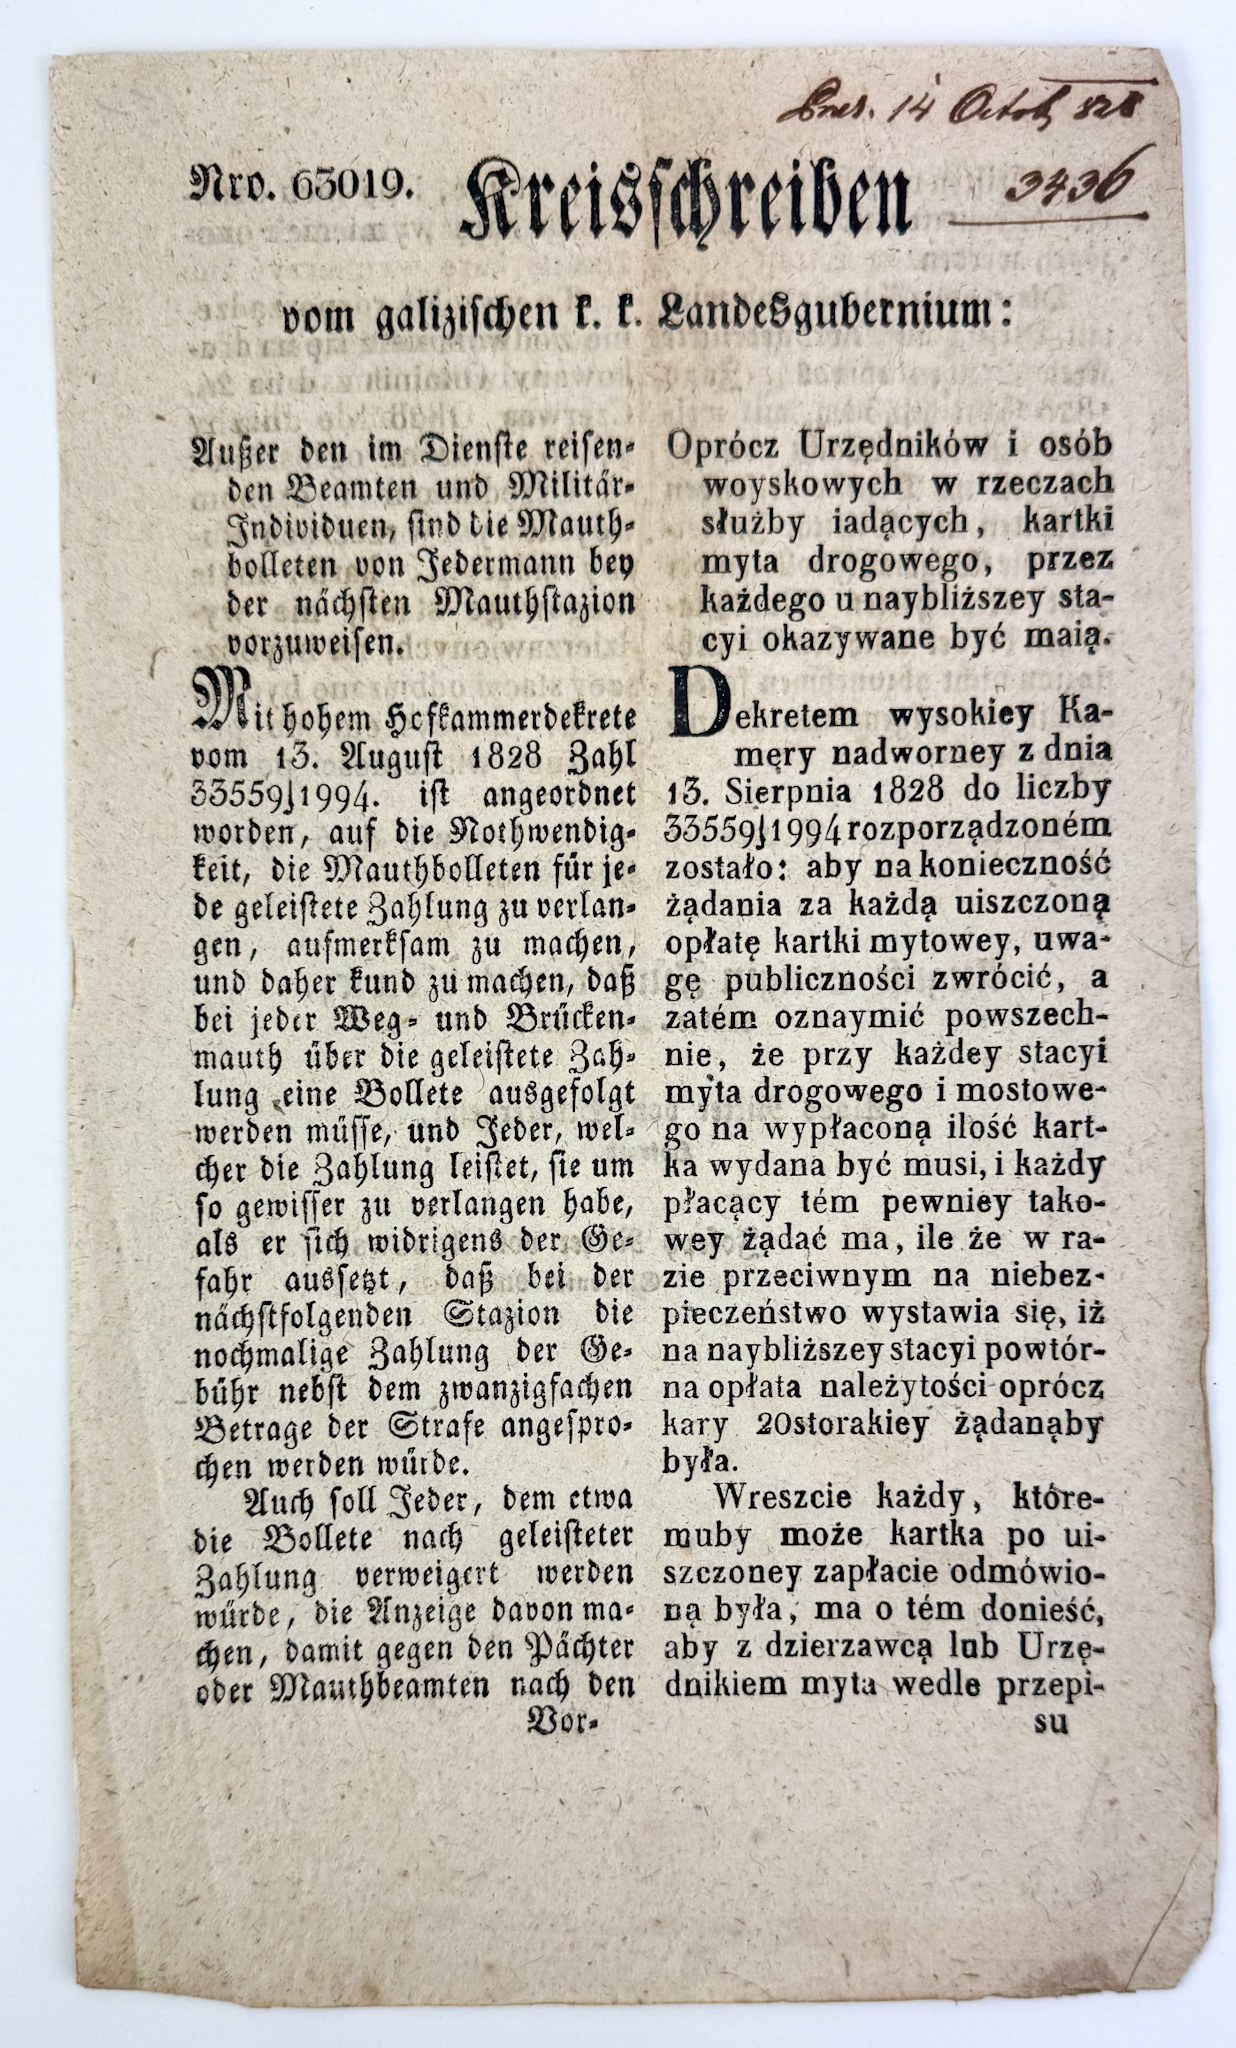 14 Octob 828
3436
Nro. 63019. Kreisschreiben
vom galizischen k. k. Landesgubernium:
Außer den im Dienste reisen-
den Beamten und Militär-
Individuen, sind die Mauth-
bolleten von Jedermann bey
der nächsten Mauthstazion
vorzuweisen.
Mit hohem Hofkammerdekrete
vom 13. August 1828 Zahl
33559J1994. ist angeordnet
worden, auf die Nothwendig-
keit, die Mauthbolleten für je-
de geleistete Zahlung zu verlan-
gen, aufmerksam zu machen,
und daher kund zu machen, daß
bei jeder Weg- und Brücken-
mauth über die geleistete Zah-
lung eine Bollete ausgefolgt
werden müsse, und Jeder, wel-
cher die Zahlung leistet, sie um
so gewisser zu verlangen habe,
als er sich widrigens der Ge-
fahr aussetzt, daß bei der
nächstfolgenden Stazion die
nochmalige Zahlung der Ge-
bühr nebst dem zwanzigfachen
Betrage der Strafe angespro-
chen werden würde.
Auch soll Jeder, dem etwa
die Bollete nach geleisteter
Zahlung verweigert werden
würde, die Anzeige davon ma-
chen, damit gegen den Pächter
oder Mauthbeamten nach den
Vor-
Oprócz Urzędników i osób
woyskowych w rzeczach
służby iadących, kartki
myta drogowego, przez
każdego u naybliższey sta-
cyi okazywane być maią.
Dekretem wysokiey Ka-
męry nadworney z dnia
13. Sierpnia 1828 do liczby
33559J1994 rozporządzoném
zostało: aby na konieczność
żądania za każdą uiszczoną
opłatę kartki mytowey, uwa-
gę publiczności zwrócić, a
zatém oznaymić powszech-
nie, że przy każdey stacyi
myta drogowego i mostowe-
go na wypłaconą ilość kart-
ka wydana być musi, i każdy
płacący tém pewniey tako-
wey żądać ma, ile że w ra-
zie przeciwnym na niebez-
pieczeństwo wystawia się, iż
na naybliższey stacyi powtór-
na opłata należytości oprócz
kary 20storakiey żądanąby
była.
Wreszcie każdy, które-
muby może kartka po ui-
szczoney zapłacie odmówio-
ną była, ma o tém donieść,
aby z dzierzawcą lub Urzę-
dnikiem myta wedle przepi-
su